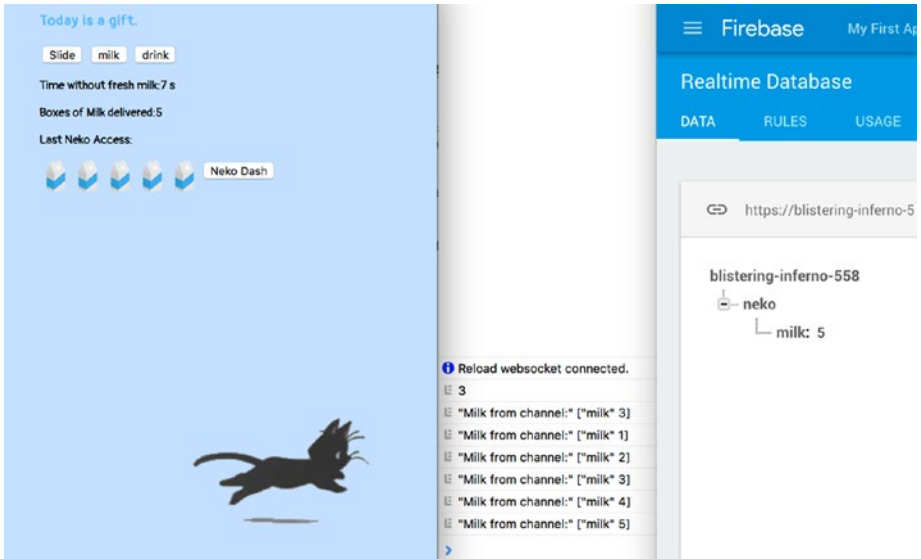 Today is a gift.
Slide milk drink
Time without fresh milk:7 s
Boxes of Milk delivered:5
Last Neko Access:
Neko Dash
Reload websocket connected.
3
"Milk from channel:" ["milk" 3]
"Milk from channel:" ["milk" 1]
"Milk from channel:" ["milk" 2]
"Milk from channel:" ["milk" 3]
"Milk from channel:" ["milk" 4]
"Milk from channel:" ["milk" 5]
Firebase My First Ap
Realtime Database
DATA RULES USAGE
https://blistering-inferno-5
blistering-inferno-558
neko
milk: 5